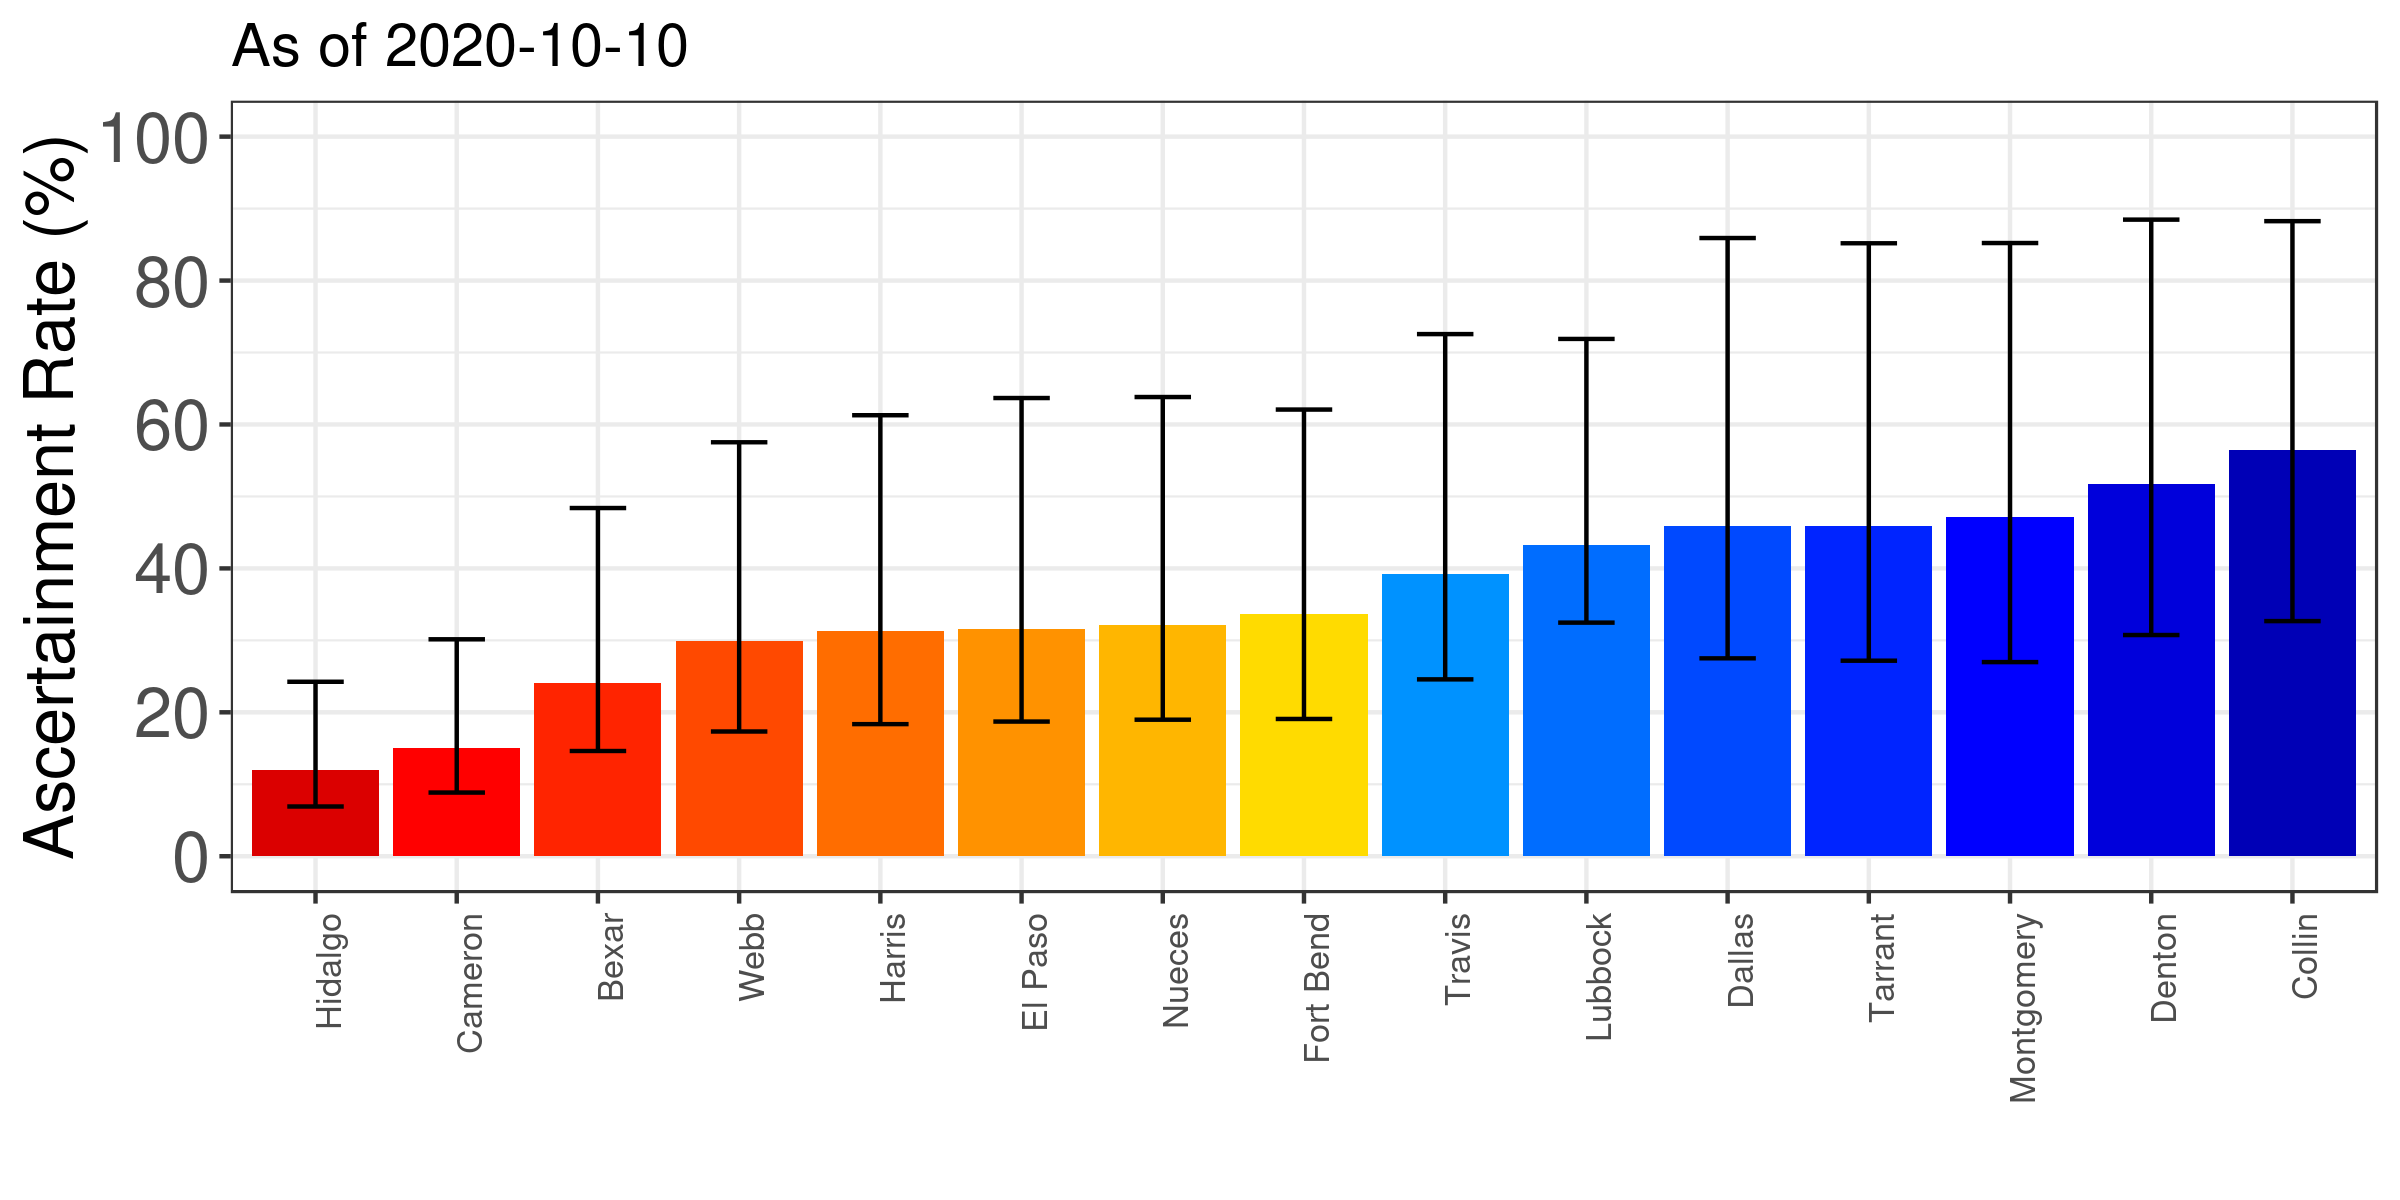 As of 2020-10-10
Ascertainment Rate (%)
100
80
60
40
20
0
Hidalgo
Cameron
Bexar
Webb
Harris
El Paso
Nueces
Fort Bend
Travis
Lubbock
Dallas
Tarrant
Montgomery
Denton
Collin